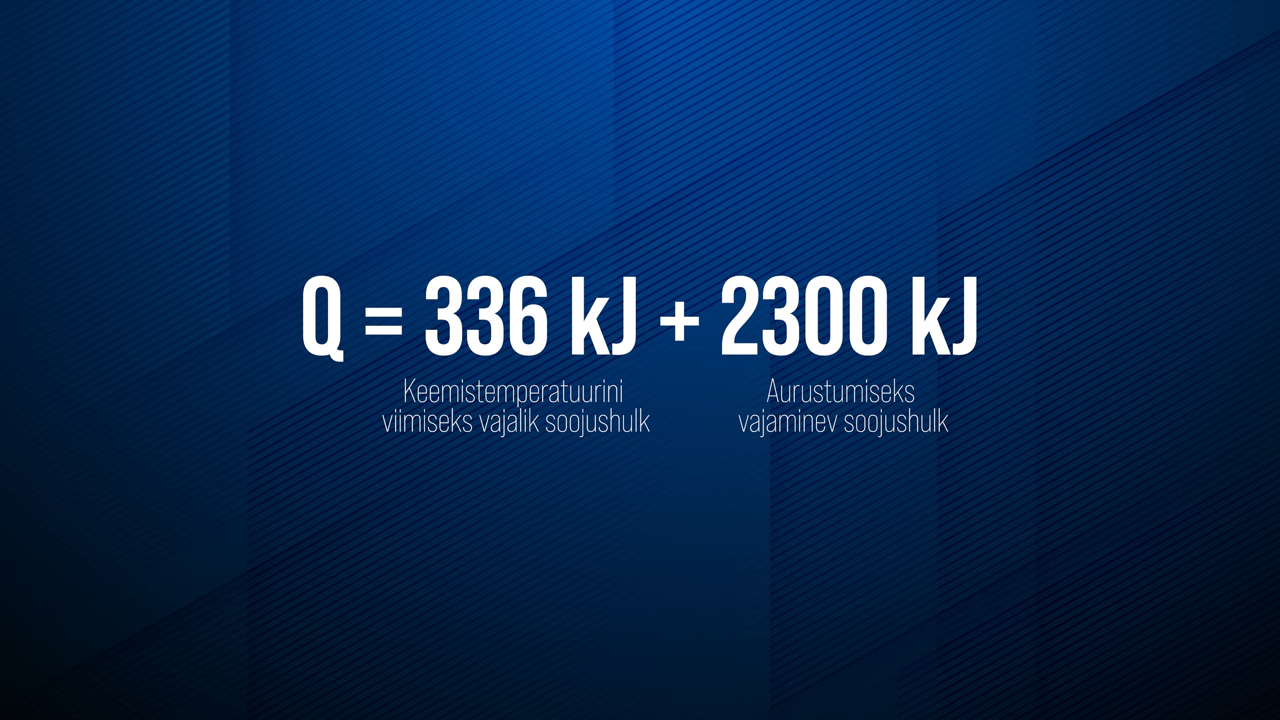 Q = 336 kJ + 2300 kJ
Keemistemperatuurini
viimiseks vajalik soojushulk
Aurustumiseks
vajaminev soojushulk